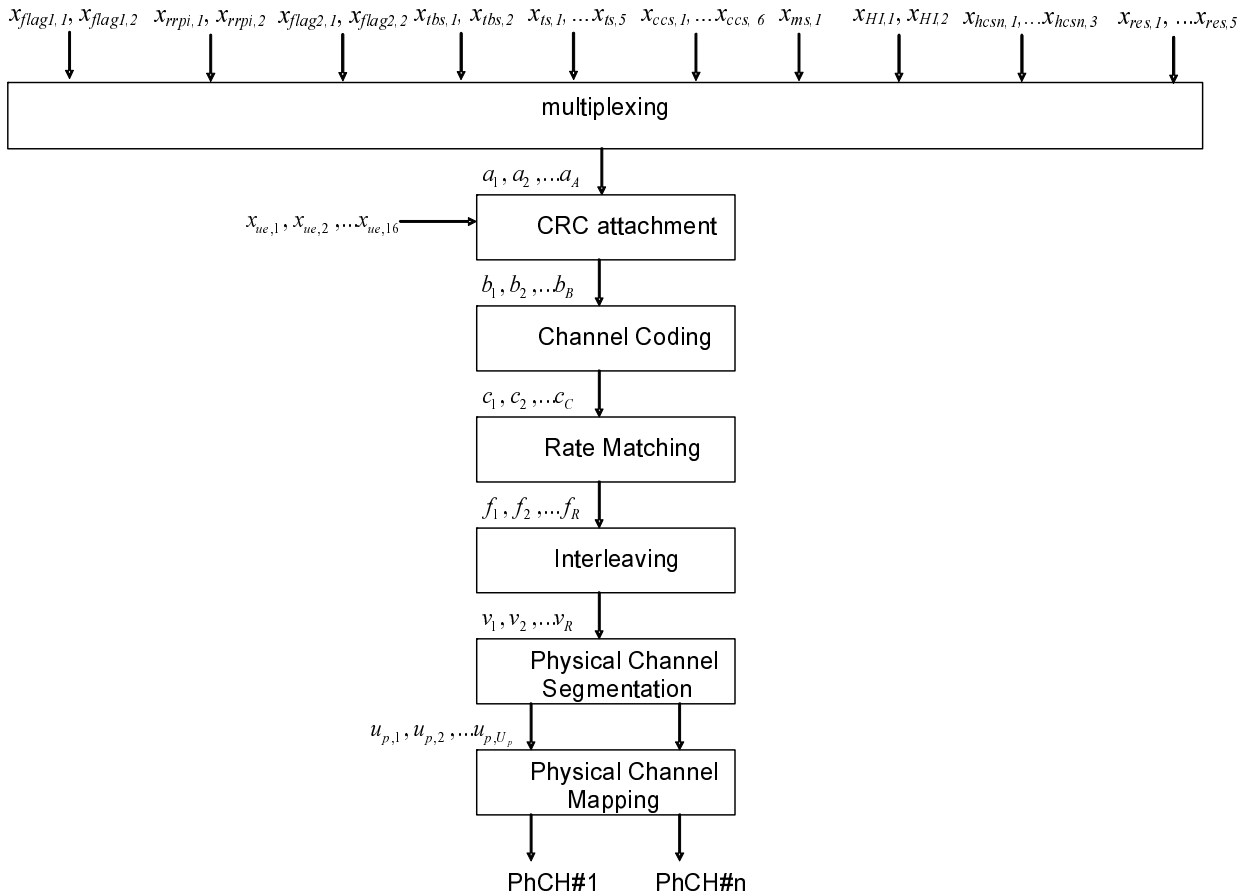 x_flag1,1, x_flag1,2 x_rrpi,1, x_rrpi,2 x_flag2,1, x_flag2,2 x_tbs,1, x_tbs,2 x_ts,1, ...x_ts,5 x_ccs,1, ...x_ccs,6 x_ms,1 x_HI,1, x_HI,2 x_hcsn,1,...x_hcsn,3 x_res,1, ...x_res,5
multiplexing
a_1, a_2 ,...a_A
x_ue,1, x_ue,2 ,...x_ue,16
CRC attachment
b_1, b_2 ,...b_B
Channel Coding
c_1, c_2 ,...c_C
Rate Matching
f_1, f_2 ,...f_R
Interleaving
v_1, v_2 ,...v_R
Physical Channel
Segmentation
u_p,1, u_p,2 ,...u_p,U_p
Physical Channel
Mapping
PhCH#1 PhCH#n